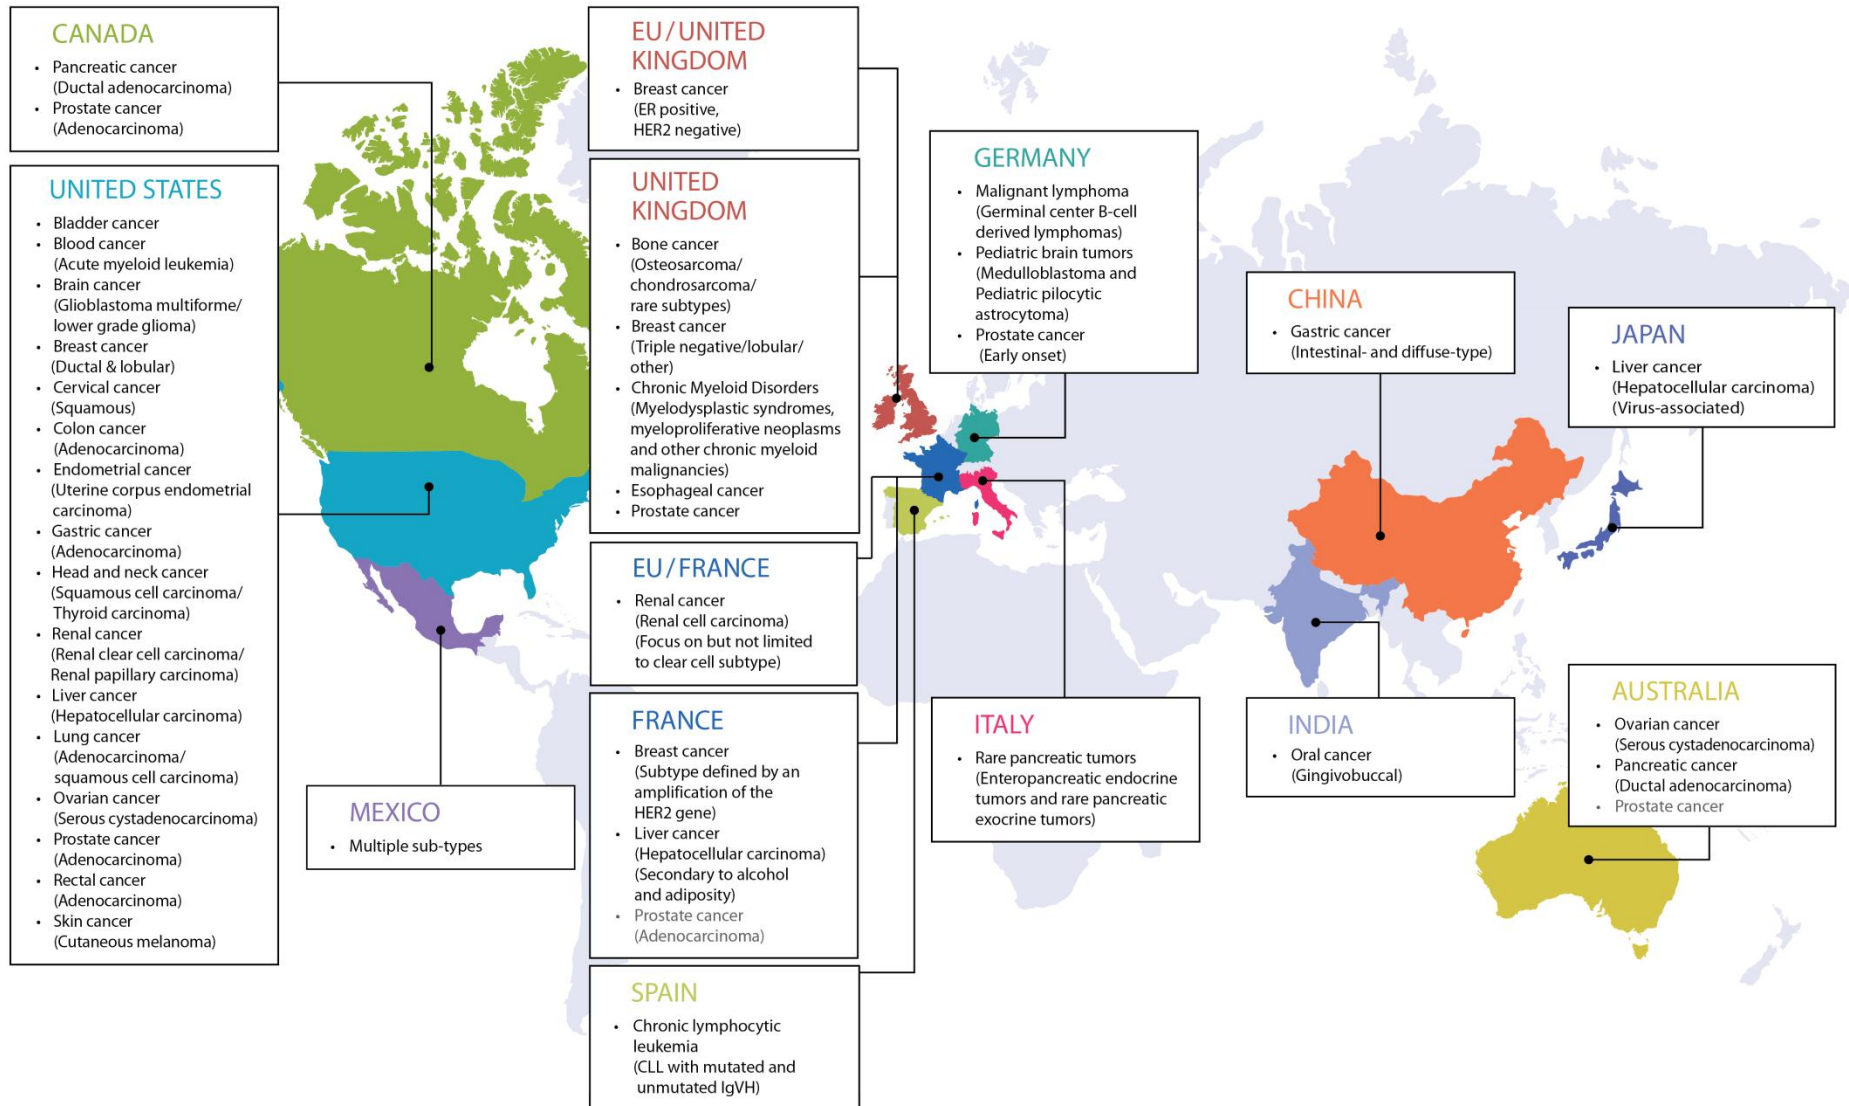 CANADA
• Pancreatic cancer
(Ductal adenocarcinoma)
• Prostate cancer
(Adenocarcinoma)
UNITED STATES
• Bladder cancer
• Blood cancer
(Acute myeloid leukemia)
• Brain cancer
(Glioblastoma multiforme/
lower grade glioma)
• Breast cancer
(Ductal & lobular)
• Cervical cancer
(Squamous)
• Colon cancer
(Adenocarcinoma)
• Endometrial cancer
(Uterine corpus endometrial
carcinoma)
• Gastric cancer
(Adenocarcinoma)
• Head and neck cancer
(Squamous cell carcinoma/
Thyroid carcinoma)
• Renal cancer
(Renal clear cell carcinoma/
Renal papillary carcinoma)
• Liver cancer
(Hepatocellular carcinoma)
• Lung cancer
(Adenocarcinoma/
squamous cell carcinoma)
• Ovarian cancer
(Serous cystadenocarcinoma)
• Prostate cancer
(Adenocarcinoma)
• Rectal cancer
(Adenocarcinoma)
• Skin cancer
(Cutaneous melanoma)
MEXICO
• Multiple sub-types
EU/UNITED
KINGDOM
• Breast cancer
(ER positive,
HER2 negative)
UNITED
KINGDOM
• Bone cancer
(Osteosarcoma/
chondrosarcoma/
rare subtypes)
• Breast cancer
(Triple negative/lobular/
other)
• Chronic Myeloid Disorders
(Myelodysplastic syndromes,
myeloproliferative neoplasms
and other chronic myeloid
malignancies)
• Esophageal cancer
• Prostate cancer
EU/FRANCE
• Renal cancer
(Renal cell carcinoma)
(Focus on but not limited
to clear cell subtype)
FRANCE
• Breast cancer
(Subtype defined by an
amplification of the
HER2 gene)
• Liver cancer
(Hepatocellular carcinoma)
(Secondary to alcohol
and adiposity)
• Prostate cancer
(Adenocarcinoma)
SPAIN
• Chronic lymphocytic
leukemia
(CLL with mutated and
unmutated IgVH)
GERMANY
• Malignant lymphoma
(Germinal center B-cell
derived lymphomas)
• Pediatric brain tumors
(Medulloblastoma and
Pediatric pilocytic
astrocytoma)
• Prostate cancer
(Early onset)
ITALY
• Rare pancreatic tumors
(Enteropancreatic endocrine
tumors and rare pancreatic
exocrine tumors)
CHINA
• Gastric cancer
(Intestinal- and diffuse-type)
INDIA
• Oral cancer
(Gingivobuccal)
JAPAN
• Liver cancer
(Hepatocellular carcinoma)
(Virus-associated)
AUSTRALIA
• Ovarian cancer
(Serous cystadenocarcinoma)
• Pancreatic cancer
(Ductal adenocarcinoma)
• Prostate cancer